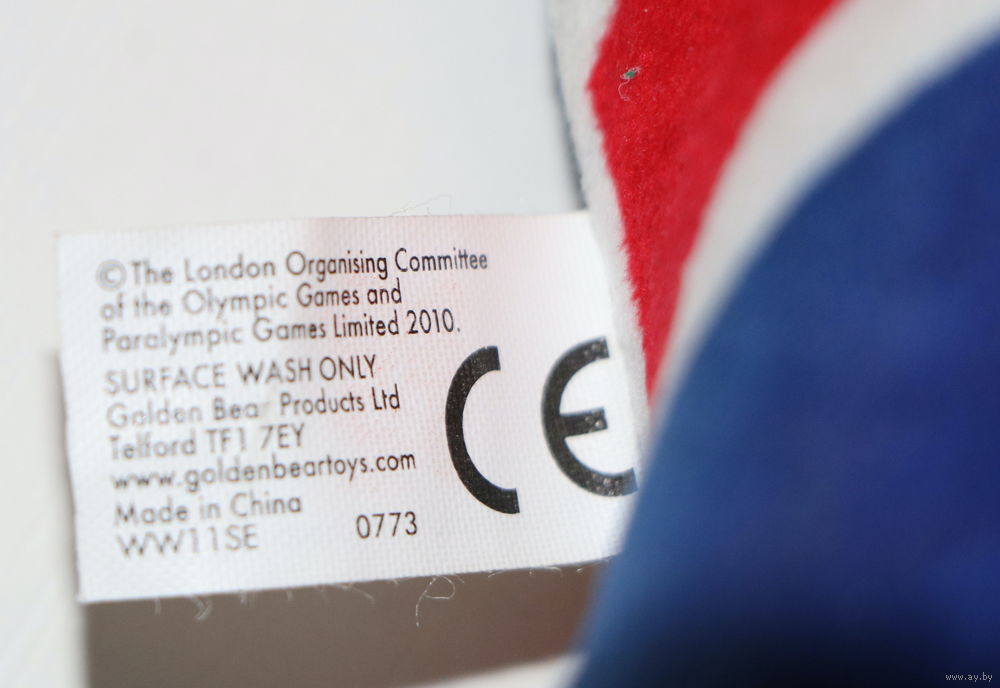 © The London Organising Committee
of the Olympic Games and
Paralympic Games Limited 2010.
SURFACE WASH ONLY
Golden Bea Products Ltd
Telford TF1 7EY
www.goldenbeartoys.com
Made in China
WW11SE 0773
CE
www.ay.by